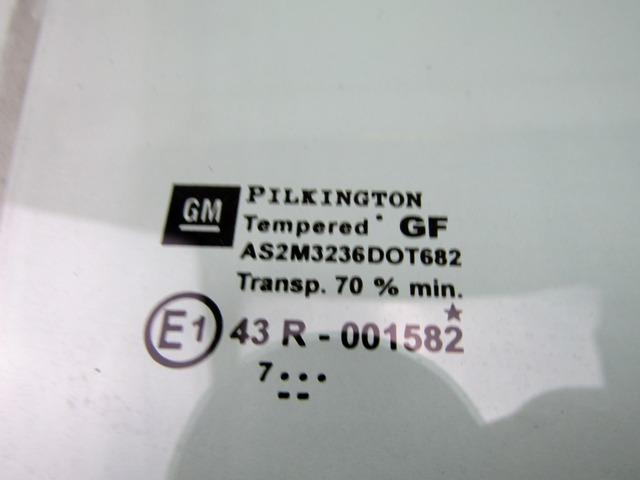 GM
PILKINGTON
Tempered • GF
AS2M3236DOT682
Transp. 70 % min.
E1 43 R - 001582
7...
--